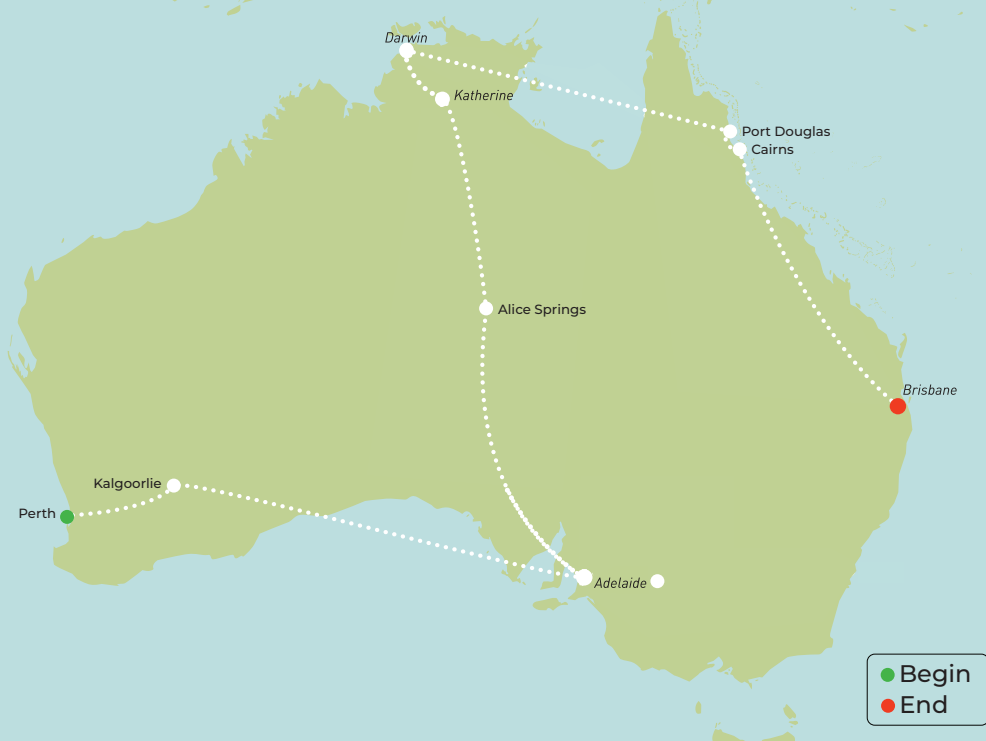 Darwin
Katherine
Port Douglas
Cairns
Alice Springs
Brisbane
Kalgoorlie
Perth
Adelaide
Begin
End